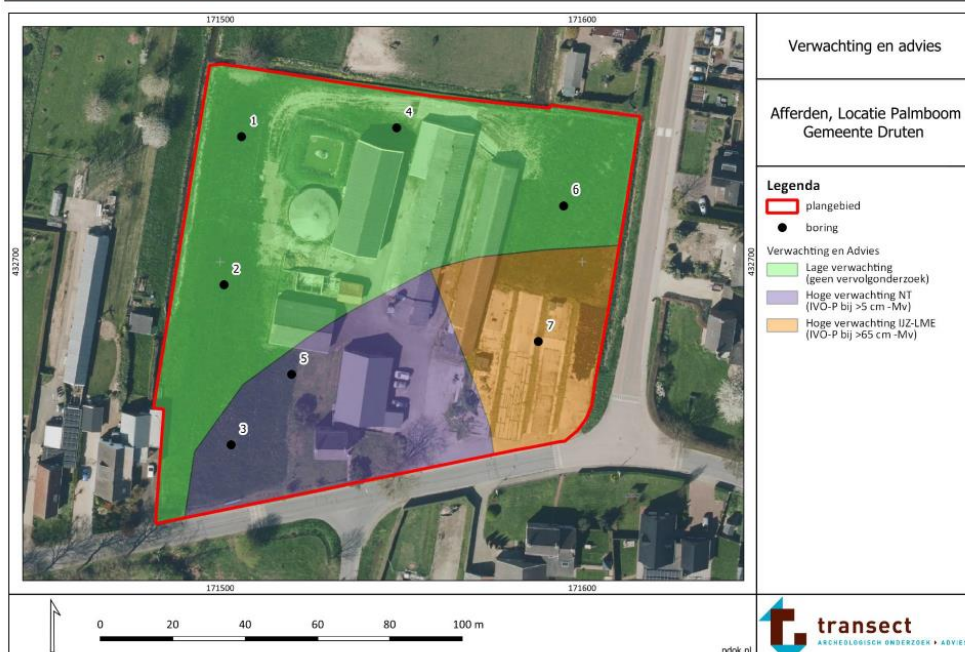 171500
171600
432700
432700
1
4
6
2
7
5
3
171500
171600
0 20 40 60 80 100 m
pdok.nl
Verwachting en advies
Afferden, Locatie Palmboom
Gemeente Druten
Legenda
plangebied
boring
Verwachting en Advies
Lage verwachting
(geen vervolgonderzoek)
Hoge verwachting NT
(IVO-P bij >5 cm -Mv)
Hoge verwachting IJZ-LME
(IVO-P bij >65 cm -Mv)
transect
ARCHEOLOGISCH ONDERZOEK & ADVIES